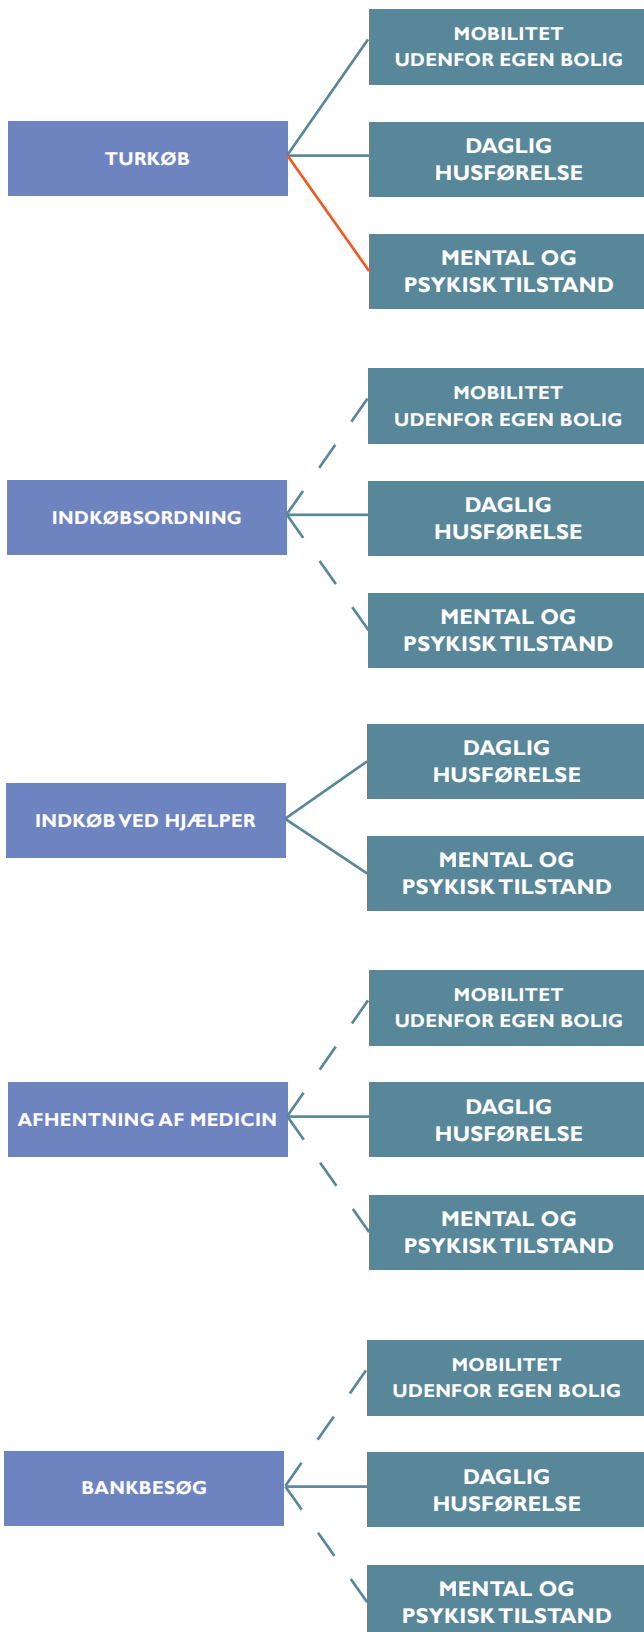 MOBILITET
UDENFOR EGEN BOLIG
TURKØB
DAGLIG
HUSFØRELSE
MENTAL OG
PSYKISK TILSTAND
MOBILITET
UDENFOR EGEN BOLIG
INDKØBSORDNING
DAGLIG
HUSFØRELSE
MENTAL OG
PSYKISK TILSTAND
DAGLIG
HUSFØRELSE
INDKØB VED HJÆLPER
MENTAL OG
PSYKISK TILSTAND
MOBILITET
UDENFOR EGEN BOLIG
AFHENTNING AF MEDICIN
DAGLIG
HUSFØRELSE
MENTAL OG
PSYKISK TILSTAND
MOBILITET
UDENFOR EGEN BOLIG
BANKBESØG
DAGLIG
HUSFØRELSE
MENTAL OG
PSYKISK TILSTAND